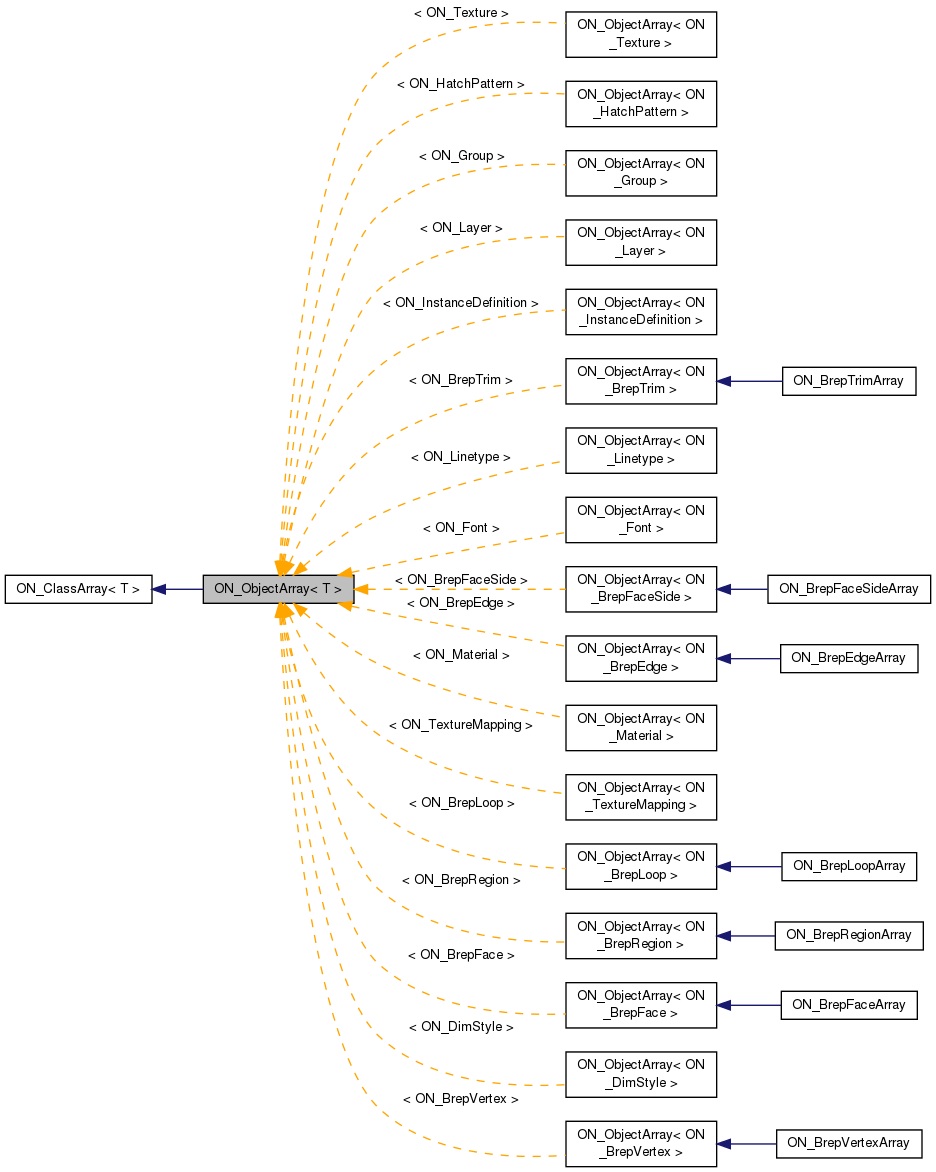 < ON_Texture >
ON_ObjectArray< ON
_Texture >
< ON_HatchPattern >
ON_ObjectArray< ON
_HatchPattern >
< ON_Group >
ON_ObjectArray< ON
_Group >
< ON_Layer >
ON_ObjectArray< ON
_Layer >
< ON_InstanceDefinition >
ON_ObjectArray< ON
_InstanceDefinition >
< ON_BrepTrim >
ON_ObjectArray< ON
_BrepTrim >
ON_BrepTrimArray
< ON_Linetype >
ON_ObjectArray< ON
_Linetype >
< ON_Font >
ON_ObjectArray< ON
_Font >
ON_ClassArray< T >
ON_ObjectArray< T >
< ON_BrepFaceSide >
ON_ObjectArray< ON
_BrepFaceSide >
ON_BrepFaceSideArray
< ON_BrepEdge >
ON_ObjectArray< ON
_BrepEdge >
ON_BrepEdgeArray
< ON_Material >
ON_ObjectArray< ON
_Material >
< ON_TextureMapping >
ON_ObjectArray< ON
_TextureMapping >
< ON_BrepLoop >
ON_ObjectArray< ON
_BrepLoop >
ON_BrepLoopArray
< ON_BrepRegion >
ON_ObjectArray< ON
_BrepRegion >
ON_BrepRegionArray
< ON_BrepFace >
ON_ObjectArray< ON
_BrepFace >
ON_BrepFaceArray
< ON_DimStyle >
ON_ObjectArray< ON
_DimStyle >
< ON_BrepVertex >
ON_ObjectArray< ON
_BrepVertex >
ON_BrepVertexArray